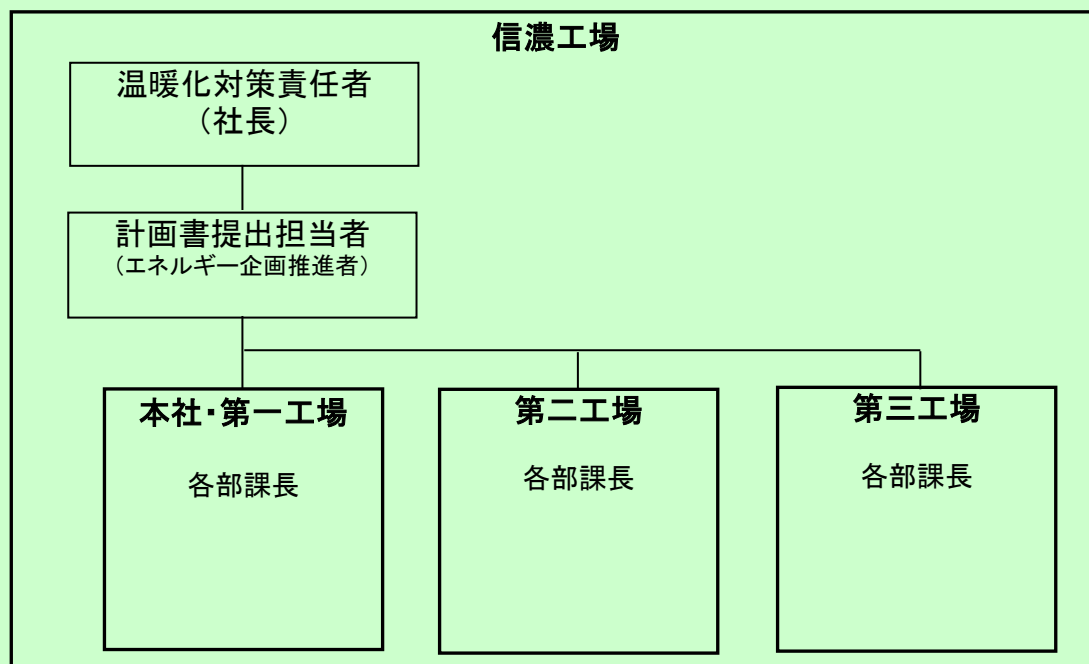 信濃工場
温暖化対策責任者
（社長）
計画書提出担当者
（エネルギー企画推進者）
本社・第一工場
各部課長
第二工場
各部課長
第三工場
各部課長